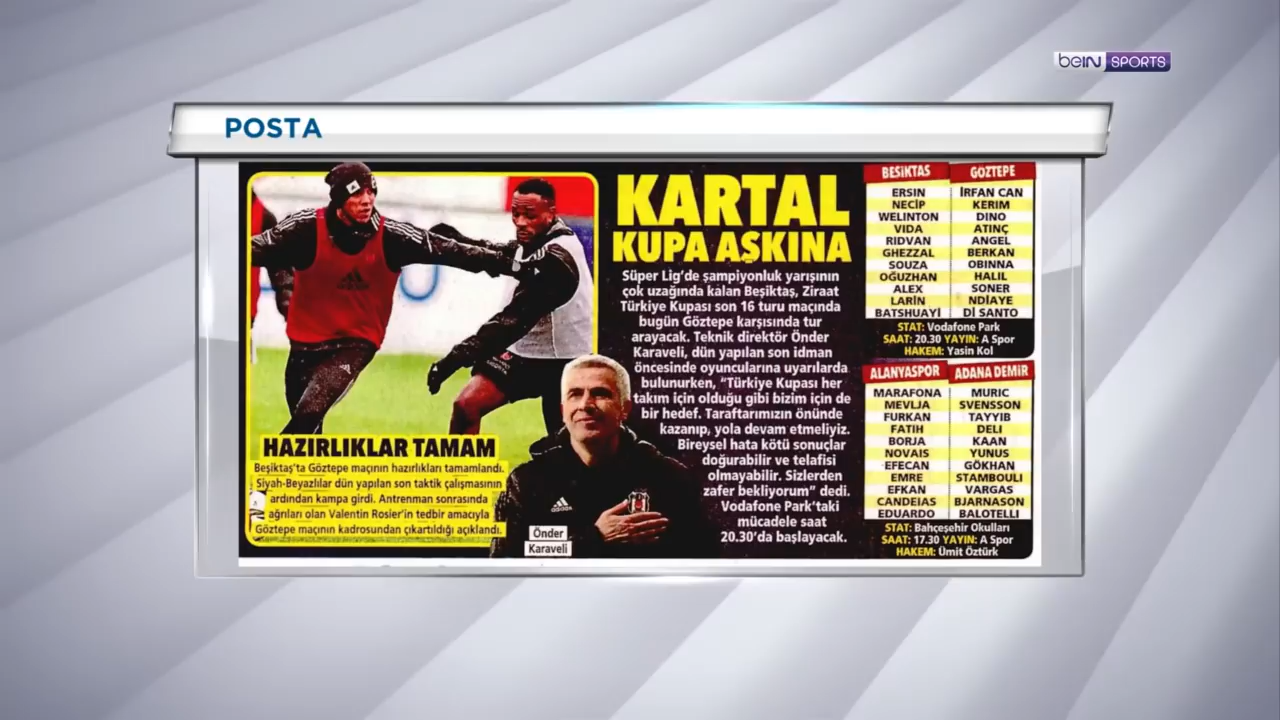 beIN SPORTS
POSTA
KARTAL
KUPA AŞKINA
Süper Lig'de şampiyonluk yarışının
çok uzağında kalan Beşiktaş, Ziraat
Türkiye Kupası son 16 turu maçında
bugün Göztepe karşısında tur
arayacak. Teknik direktör Önder
Karaveli, dün yapılan son idman
öncesinde oyuncularına uyarılarda
bulunurken, "Türkiye Kupası her
takım için olduğu gibi bizim için de
bir hedef. Taraftarımızın önünde
kazanıp, yola devam etmeliyiz.
Bireysel hata kötü sonuçlar
doğurabilir ve telafisi
olmayabilir. Sizlerden
zafer bekliyorum" dedi.
Vodafone Park'taki
mücadele saat
20.30'da başlayacak.
HAZIRLIKLAR TAMAM
Beşiktaş'ta Göztepe maçının hazırlıkları tamamlandı.
Siyah-Beyazlılar dün yapılan son taktik çalışmasının
ardından kampa girdi. Antrenman sonrasında
ağrıları olan Valentin Rosier'in tedbir amacıyla
Göztepe maçının kadrosundan çıkartıldığı açıklandı.
adidas
Önder
Karaveli
BEŞİKTAŞ GÖZTEPE
ERSIN İRFAN CAN
NECİP KERIM
WELINTON DINO
VIDA ATINÇ
RIDVAN ANGEL
GHEZZAL BERKAN
SOUZA OBINNA
OĞUZHAN HALIL
ALEX SONER
LARİN NDİAYE
BATSHUAYİ Dİ SANTO
STAT: Vodafone Park
SAAT: 20.30 YAYIN: A Spor
HAKEM: Yasin Kol
ALANYASPOR ADANA DEMİR
MARAFONA MURIC
MEVLJA SVENSSON
FURKAN TAYYIB
FATIH DELI
BORJA KAAN
NOVAIS YUNUS
EFECAN GÖKHAN
EMRE STAMBOULI
EFKAN VARGAS
CANDEIAS BJARNASON
EDUARDO BALOTELLI
STAT: Bahçeşehir Okulları
SAAT: 17.30 YAYIN: A Spor
HAKEM: Ümit Öztürk